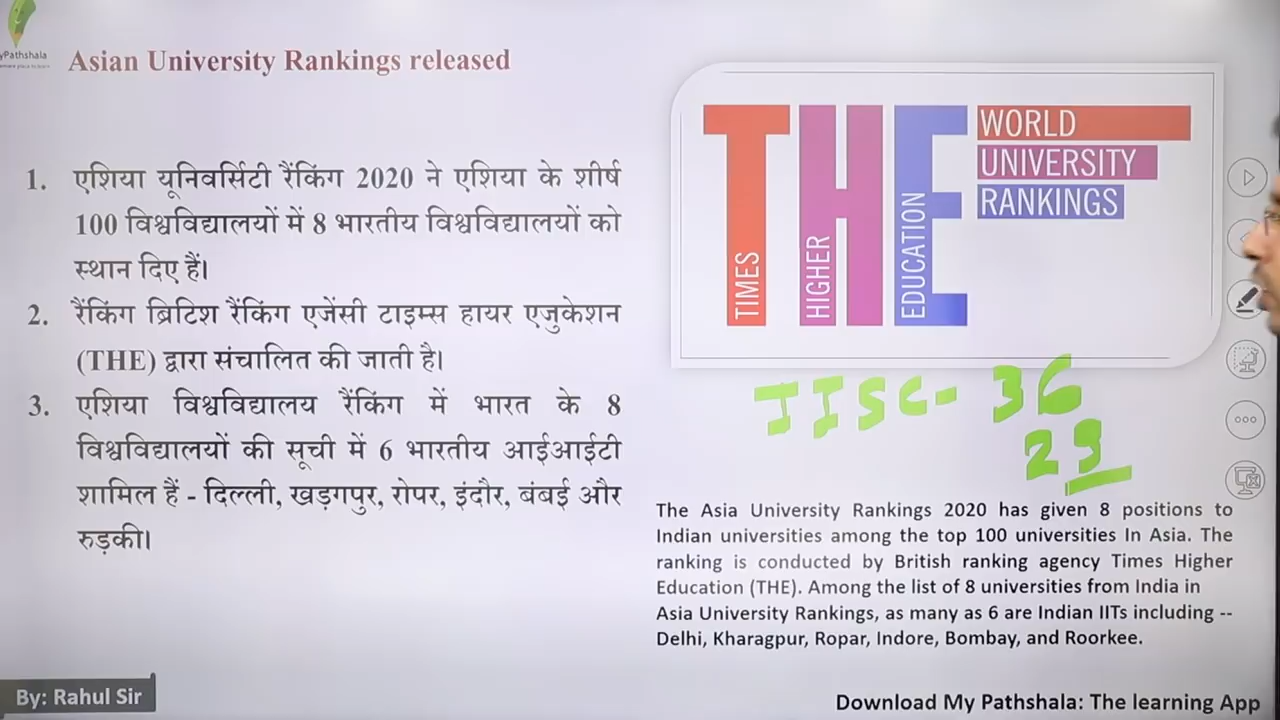 yPathshala
Asian University Rankings released
1. एशिया यूनिवर्सिटी रैंकिंग 2020 ने एशिया के शीर्ष
100 विश्वविद्यालयों में 8 भारतीय विश्वविद्यालयों को
स्थान दिए हैं।
2. रैंकिंग ब्रिटिश रैंकिंग एजेंसी टाइम्स हायर एजुकेशन
(THE) द्वारा संचालित की जाती है।
3. एशिया विश्वविद्यालय रैंकिंग में भारत के 8
विश्वविद्यालयों की सूची में 6 भारतीय आईआईटी
शामिल हैं - दिल्ली, खड़गपुर, रोपर, इंदौर, बंबई और
रुड़की।
THE
TIMES
HIGHER
EDUCATION
WORLD
UNIVERSITY
RANKINGS
IISC- 36
29
The Asia University Rankings 2020 has given 8 positions to
Indian universities among the top 100 universities In Asia. The
ranking is conducted by British ranking agency Times Higher
Education (THE). Among the list of 8 universities from India in
Asia University Rankings, as many as 6 are Indian IITs including --
Delhi, Kharagpur, Ropar, Indore, Bombay, and Roorkee.
By: Rahul Sir
Download My Pathshala: The learning App